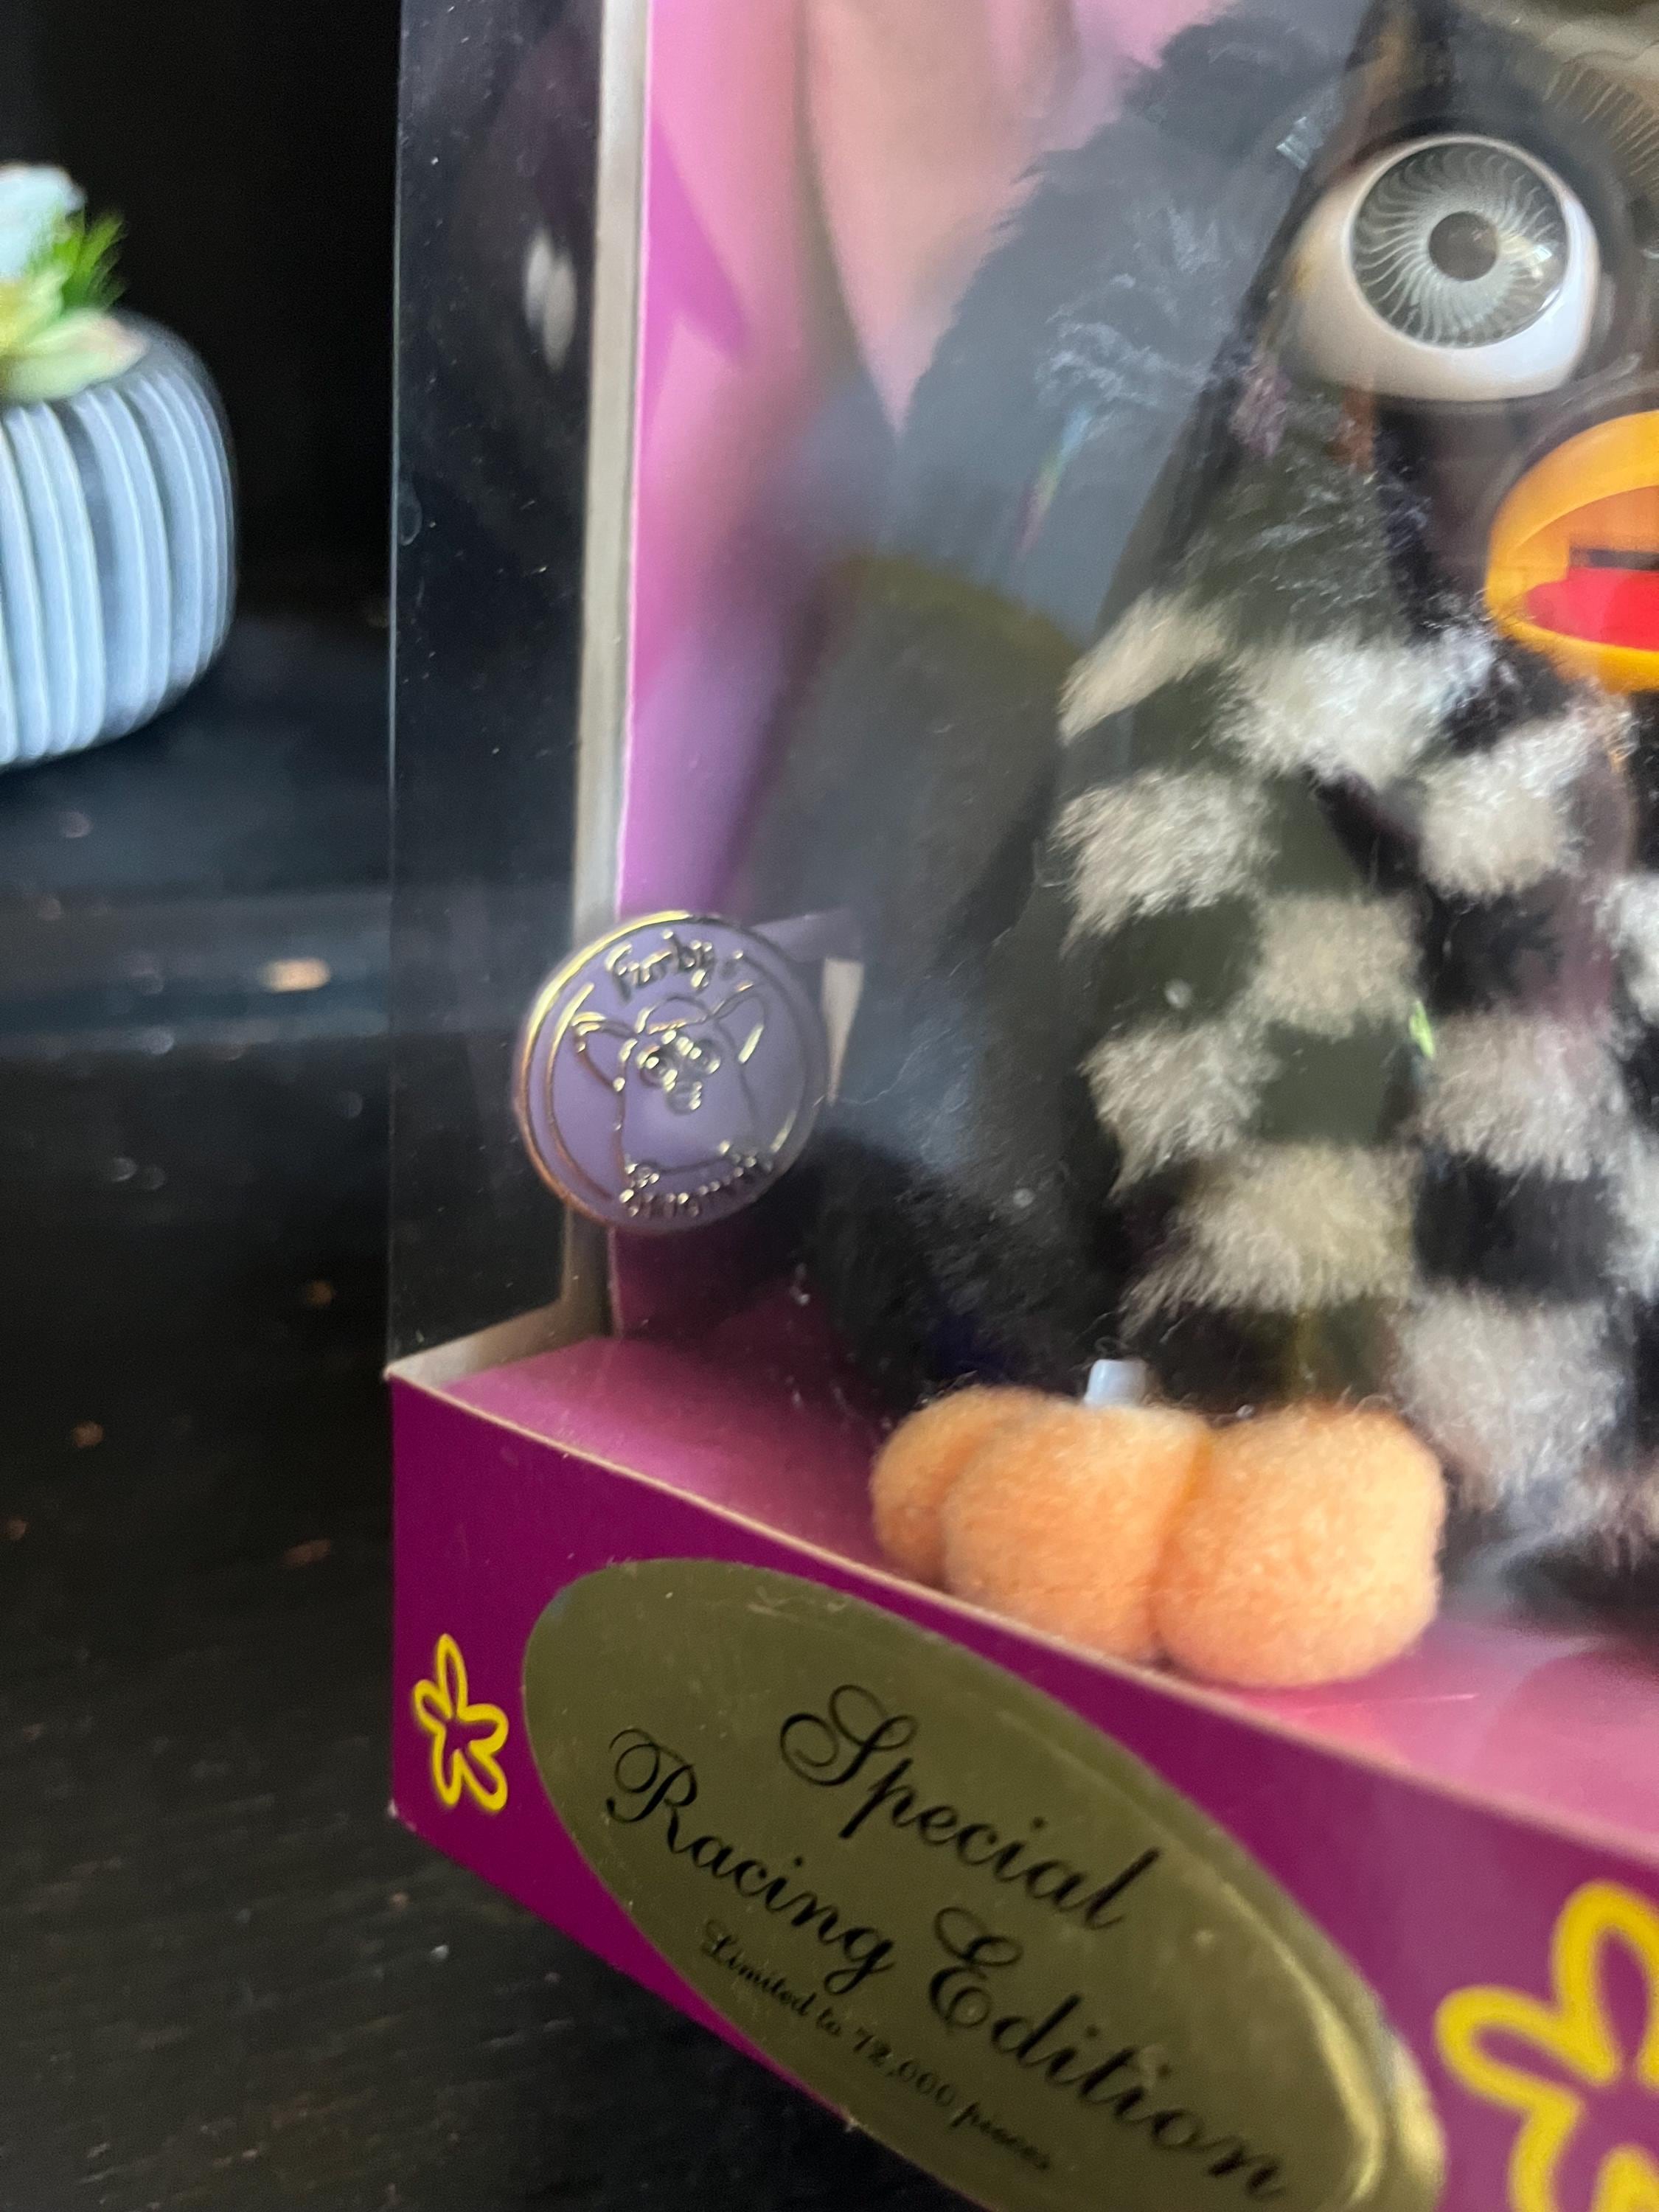 Furby
Special
Racing Edition
Limited to 72,000 pieces